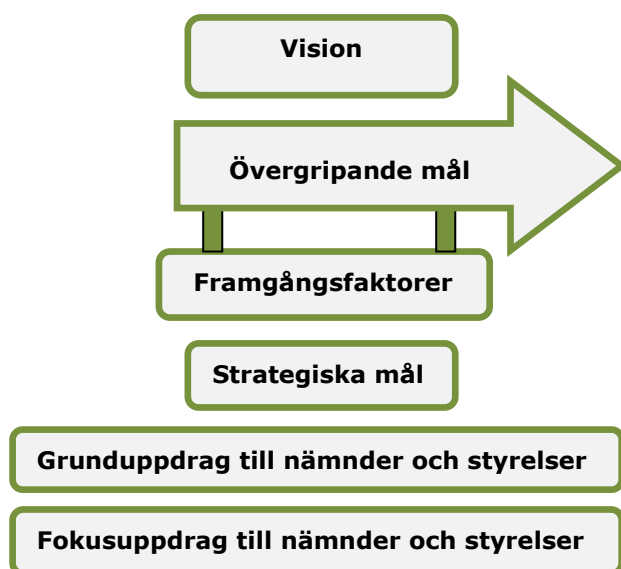 Vision
Övergripande mål
Framgångsfaktorer
Strategiska mål
Grunduppdrag till nämnder och styrelser
Fokusuppdrag till nämnder och styrelser